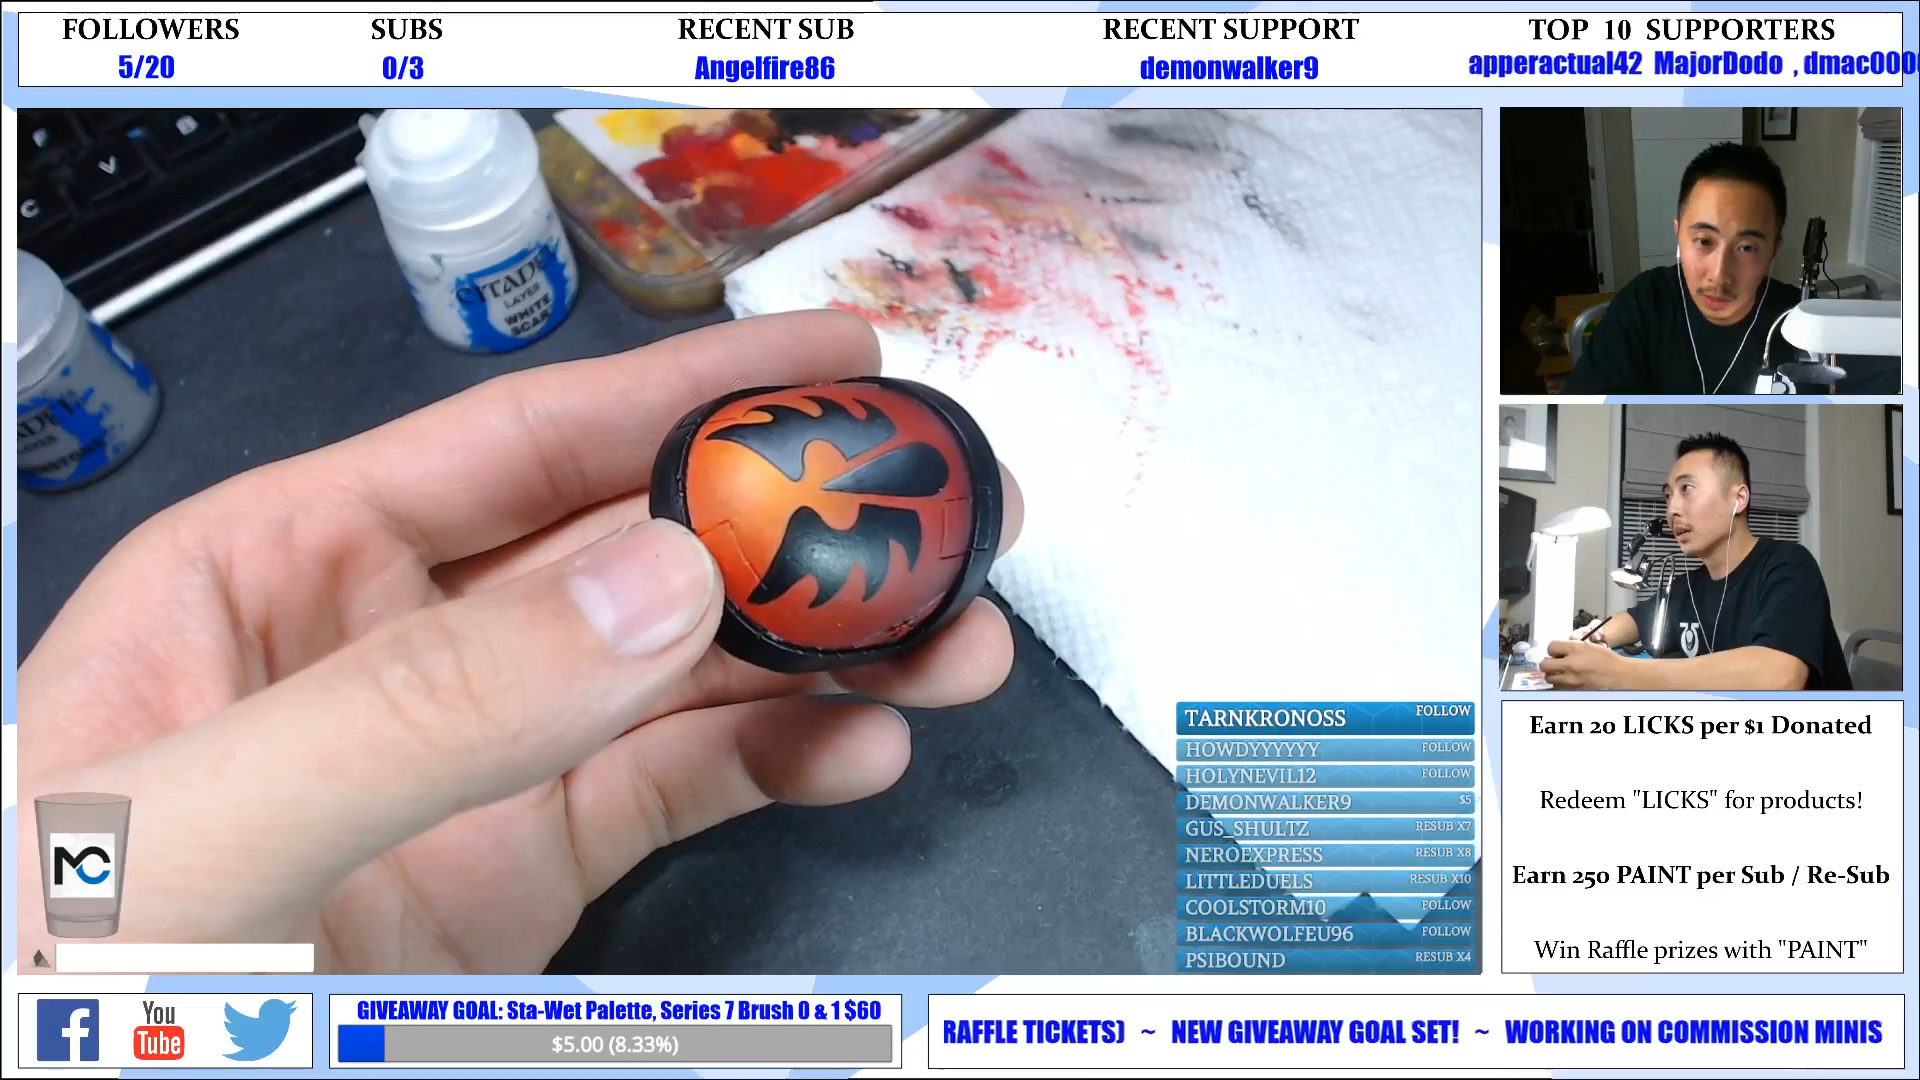 FOLLOWERS
5/20
SUBS
0/3
RECENT SUB
Angelfire86
RECENT SUPPORT
demonwalker9
TOP 10 SUPPORTERS
apperactual42 MajorDodo , dmac000
F
V
B
C
CITADEL
LAYER
WHITE
SCAR
LAYER
TARNKRONOSS FOLLOW
HOWDYYYYYY FOLLOW
HOLYNEVIL12 FOLLOW
DEMONWALKER9 $5
GUS_SHULTZ RESUB X7
NEROEXPRESS RESUB X8
LITTLEDUELS RESUB X10
COOLSTORM10 FOLLOW
BLACKWOLFEU96 FOLLOW
PSIBOUND RESUB X4
MC
Earn 20 LICKS per $1 Donated
Redeem "LICKS" for products!
Earn 250 PAINT per Sub / Re-Sub
Win Raffle prizes with "PAINT"
f
You
Tube
GIVEAWAY GOAL: Sta-Wet Palette, Series 7 Brush 0 & 1 $60
$5.00 (8.33%)
RAFFLE TICKETS) ~ NEW GIVEAWAY GOAL SET! ~ WORKING ON COMMISSION MINIS